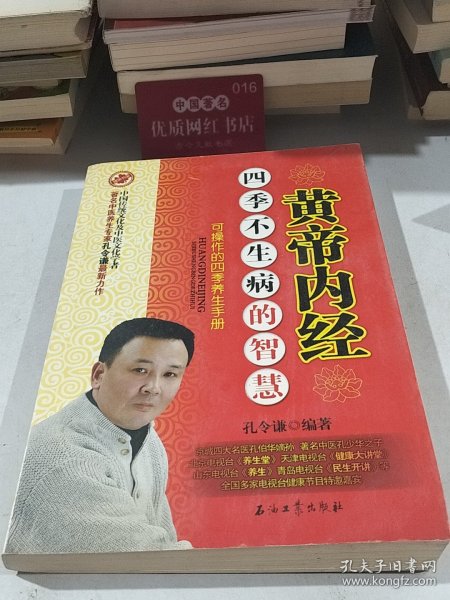 016
中国著名
优质网红书店
中国传统文化及中医文化学者
著名中医养生专家孔令谦最新力作
黄帝内经
四季不生病的智慧
可操作的四季养生手册
HUANGDINEIJING
SIJIBUSHENGBINGDEZHIHUI
孔令谦 编著
京城四大名医孔伯华嫡孙 著名中医孔少华之子
北京电视台《养生堂》 天津电视台《健康大讲堂》
山东电视台《养生》 青岛电视台《民生开讲》等
全国多家电视台健康节目特邀嘉宾
石油工业出版社
孔夫子旧书网
www.kongfz.com